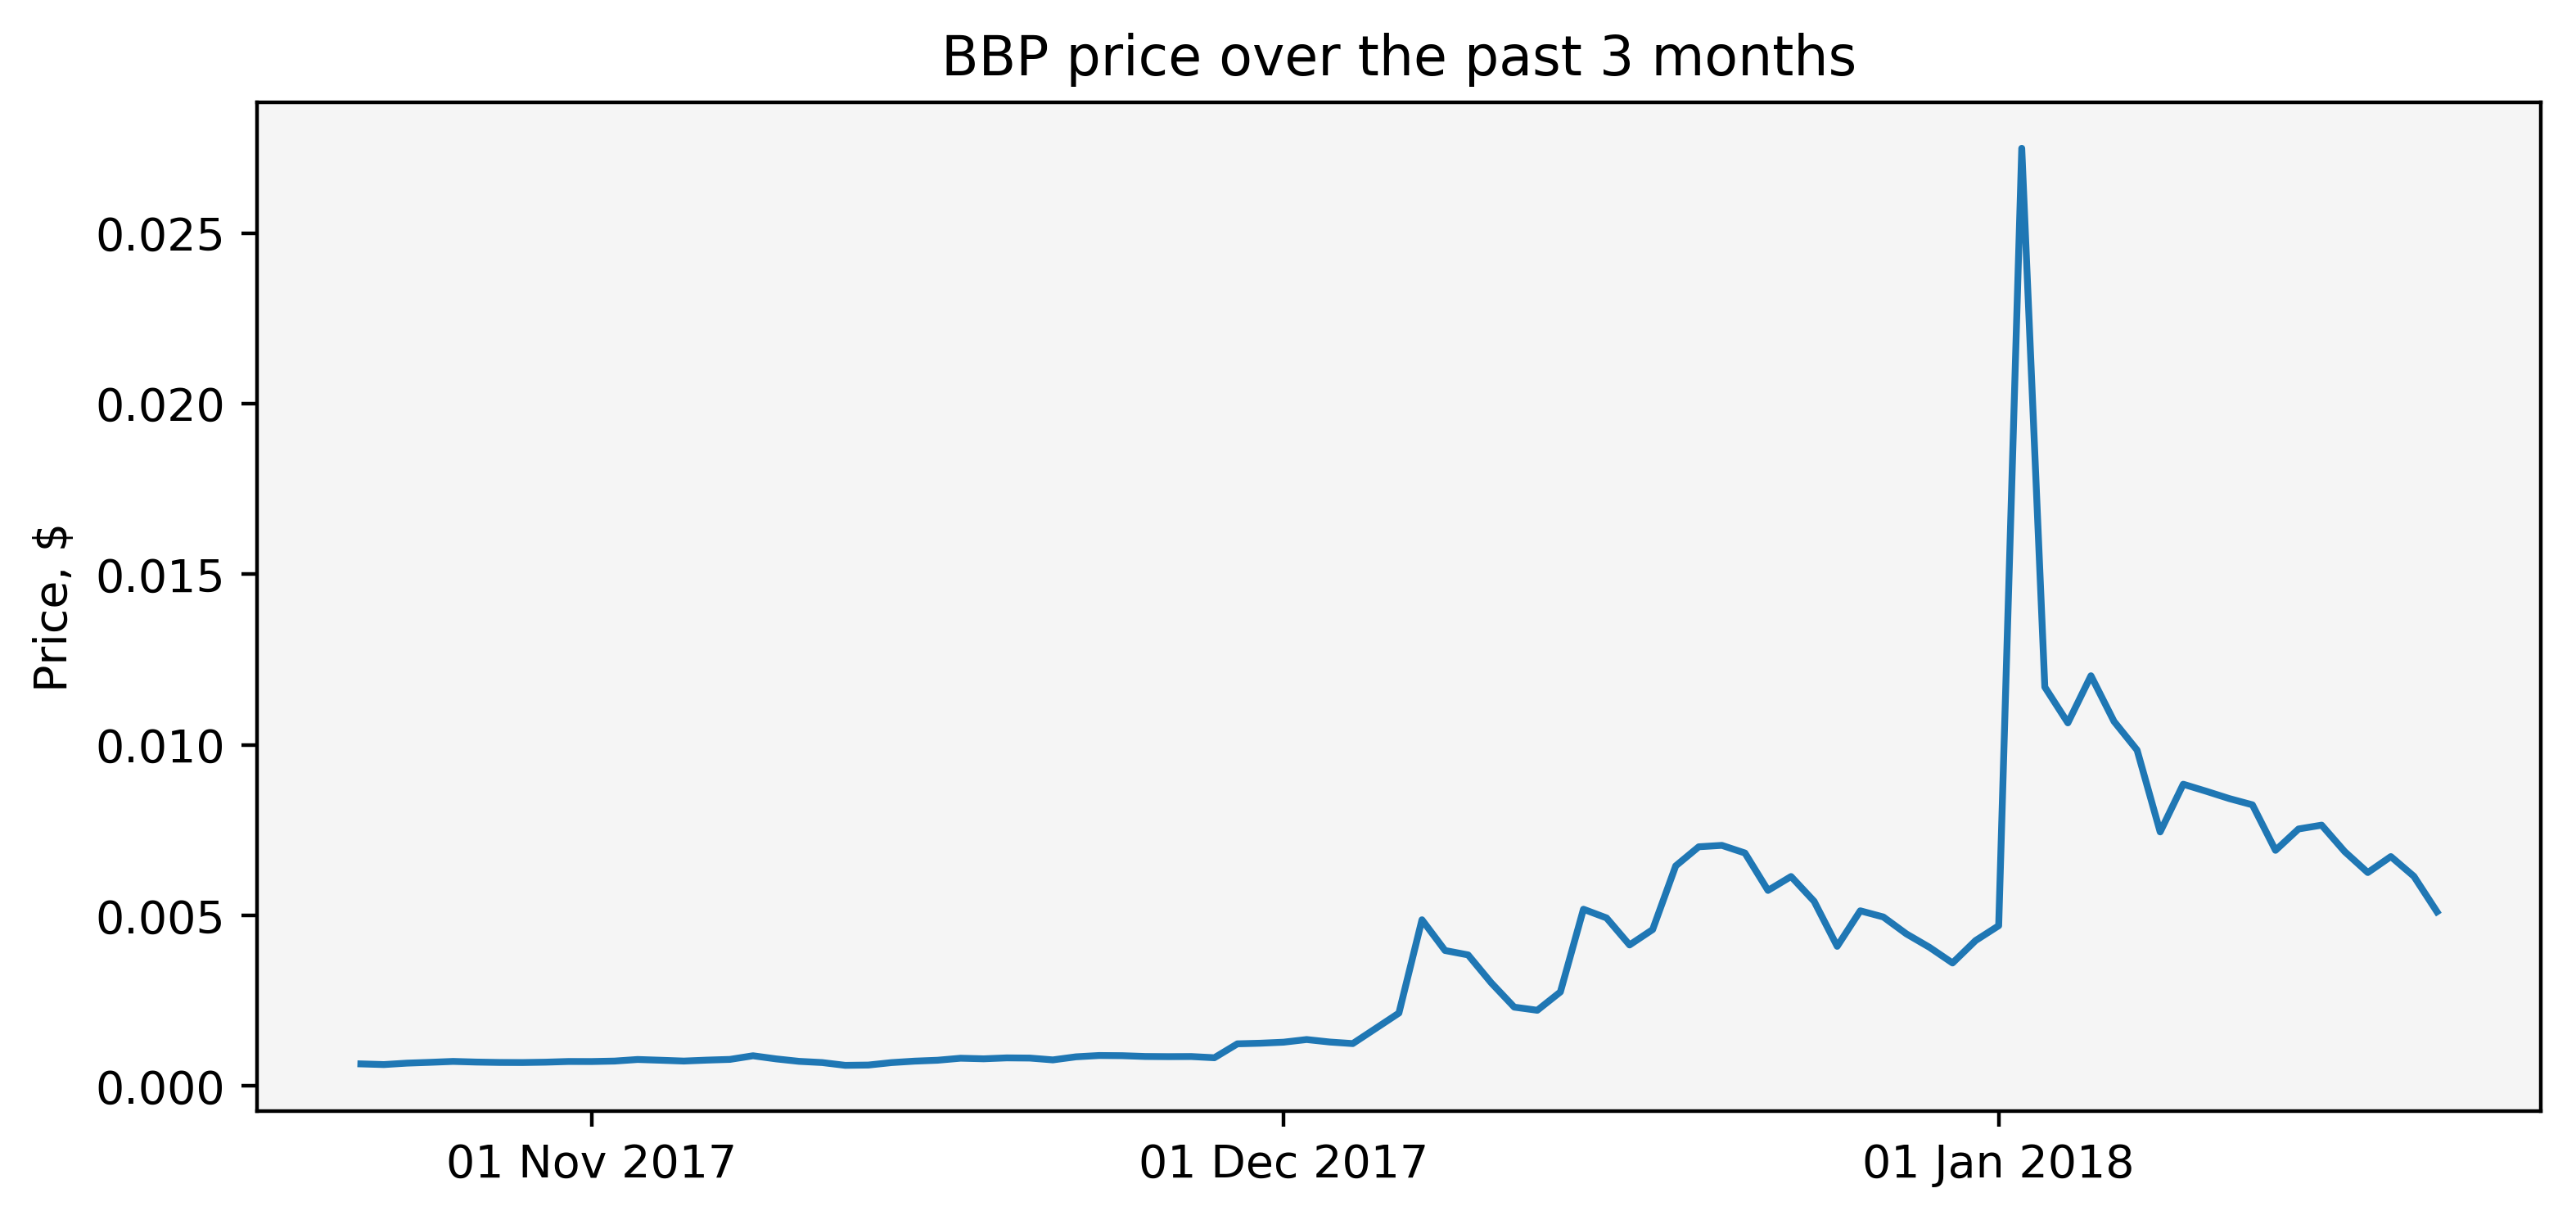 BBP price over the past 3 months
Price, $
0.025
0.020
0.015
0.010
0.005
0.000
01 Nov 2017
01 Dec 2017
01 Jan 2018